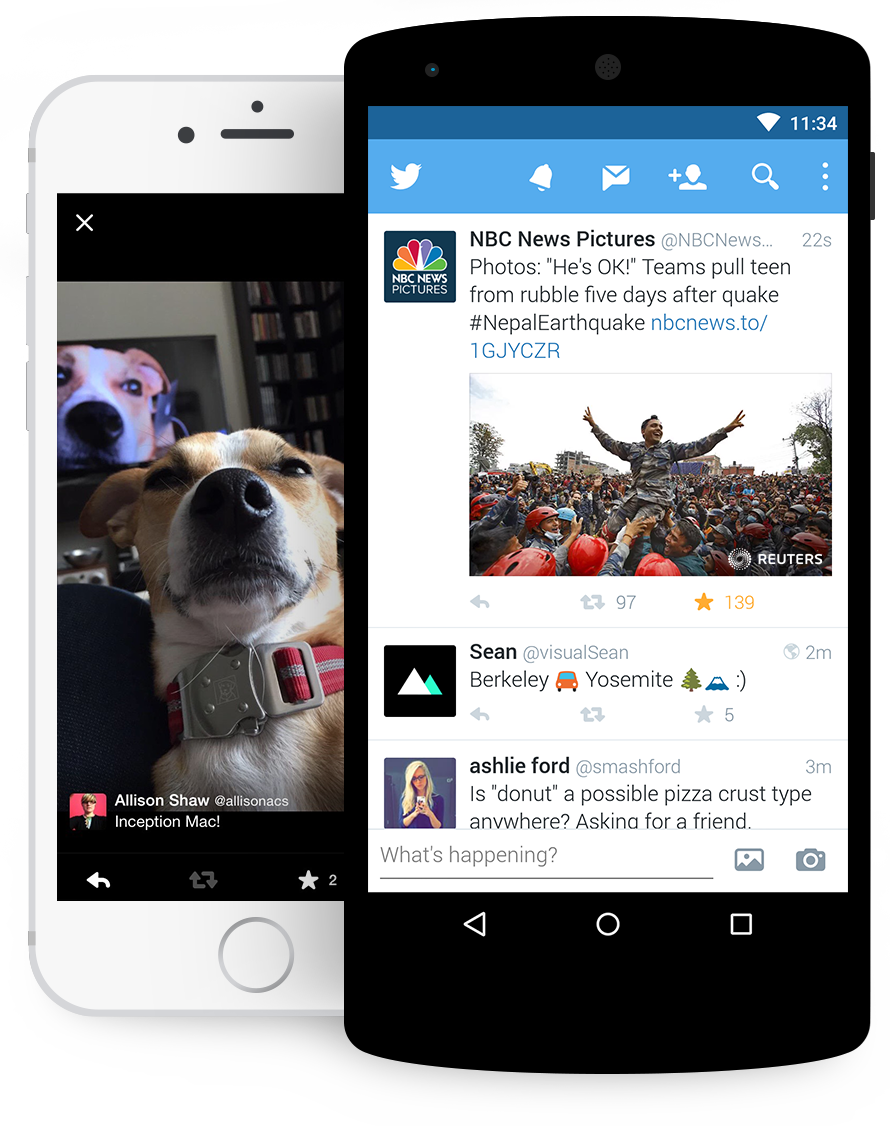 Allison Shaw @allisonacs
Inception Mac!
2
11:34
NBC NEWS
PICTURES
NBC News Pictures @NBCNews... 22s
Photos: "He's OK!" Teams pull teen
from rubble five days after quake
#NepalEarthquake nbcnews.to/
1GJYCZR
REUTERS
97 139
Sean @visualSean 2m
Berkeley 🚘 Yosemite 🌲🗻 :)
5
ashlie ford @smashford 3m
Is "donut" a possible pizza crust type
anywhere? Asking for a friend.
What's happening?